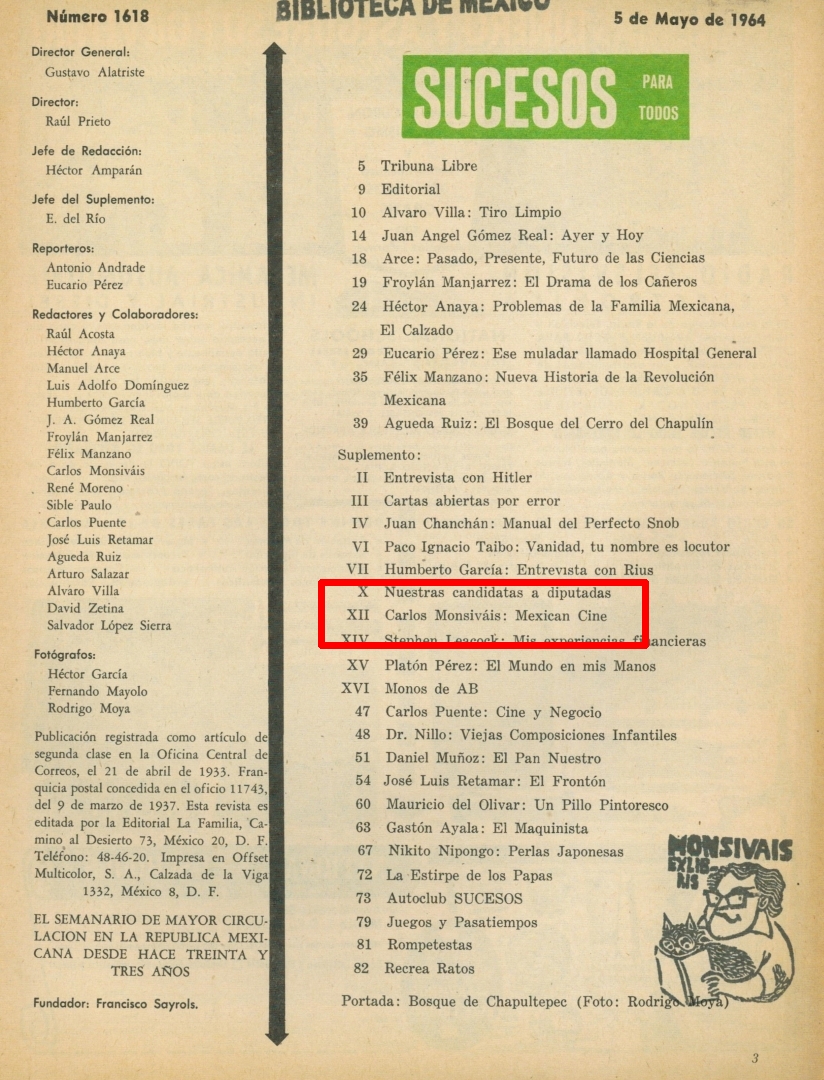 Número 1618
BIBLIOTECA DE MEXICO
5 de Mayo de 1964
Director General:
Gustavo Alatriste
Director:
Raúl Prieto
Jefe de Redacción:
Héctor Amparán
Jefe del Suplemento:
E. del Río
Reporteros:
Antonio Andrade
Eucario Pérez
Redactores y Colaboradores:
Raúl Acosta
Héctor Anaya
Manuel Arce
Luis Adolfo Domínguez
Humberto García
J. A. Gómez Real
Froylán Manjarrez
Félix Manzano
Carlos Monsiváis
René Moreno
Sible Paulo
Carlos Puente
José Luis Retamar
Agueda Ruiz
Arturo Salazar
Alvaro Villa
David Zetina
Salvador López Sierra
Fotógrafos:
Héctor García
Fernando Mayolo
Rodrigo Moya
Publicación registrada como artículo de
segunda clase en la Oficina Central de
Correos, el 21 de abril de 1933. Fran-
quicia postal concedida en el oficio 11743,
del 9 de marzo de 1937. Esta revista es
editada por la Editorial La Familia, Ca-
mino al Desierto 73, México 20, D. F.
Teléfono: 48-46-20. Impresa en Offset
Multicolor, S. A., Calzada de la Viga
1332, México 8, D. F.
EL SEMANARIO DE MAYOR CIRCU-
LACION EN LA REPUBLICA MEXI-
CANA DESDE HACE TREINTA Y
TRES AÑOS
Fundador: Francisco Sayrols.
SUCESOS PARA TODOS
5 Tribuna Libre
9 Editorial
10 Alvaro Villa: Tiro Limpio
14 Juan Angel Gómez Real: Ayer y Hoy
18 Arce: Pasado, Presente, Futuro de las Ciencias
19 Froylán Manjarrez: El Drama de los Cañeros
24 Héctor Anaya: Problemas de la Familia Mexicana,
El Calzado
29 Eucario Pérez: Ese muladar llamado Hospital General
35 Félix Manzano: Nueva Historia de la Revolución
Mexicana
39 Agueda Ruiz: El Bosque del Cerro del Chapulín
Suplemento:
II Entrevista con Hitler
III Cartas abiertas por error
IV Juan Chanchán: Manual del Perfecto Snob
VI Paco Ignacio Taibo: Vanidad, tu nombre es locutor
VII Humberto García: Entrevista con Rius
X Nuestras candidatas a diputadas
XII Carlos Monsiváis: Mexican Cine
XIV Stephen Leacock: Mis experiencias financieras
XV Platón Pérez: El Mundo en mis Manos
XVI Monos de AB
47 Carlos Puente: Cine y Negocio
48 Dr. Nillo: Viejas Composiciones Infantiles
51 Daniel Muñoz: El Pan Nuestro
54 José Luis Retamar: El Frontón
60 Mauricio del Olivar: Un Pillo Pintoresco
63 Gastón Ayala: El Maquinista
67 Nikito Nipongo: Perlas Japonesas
72 La Estirpe de los Papas
73 Autoclub SUCESOS
79 Juegos y Pasatiempos
81 Rompetestas
82 Recrea Ratos
MONSIVAIS
EXLIB-
RIS
Portada: Bosque de Chapultepec (Foto: Rodrigo Moya)
3